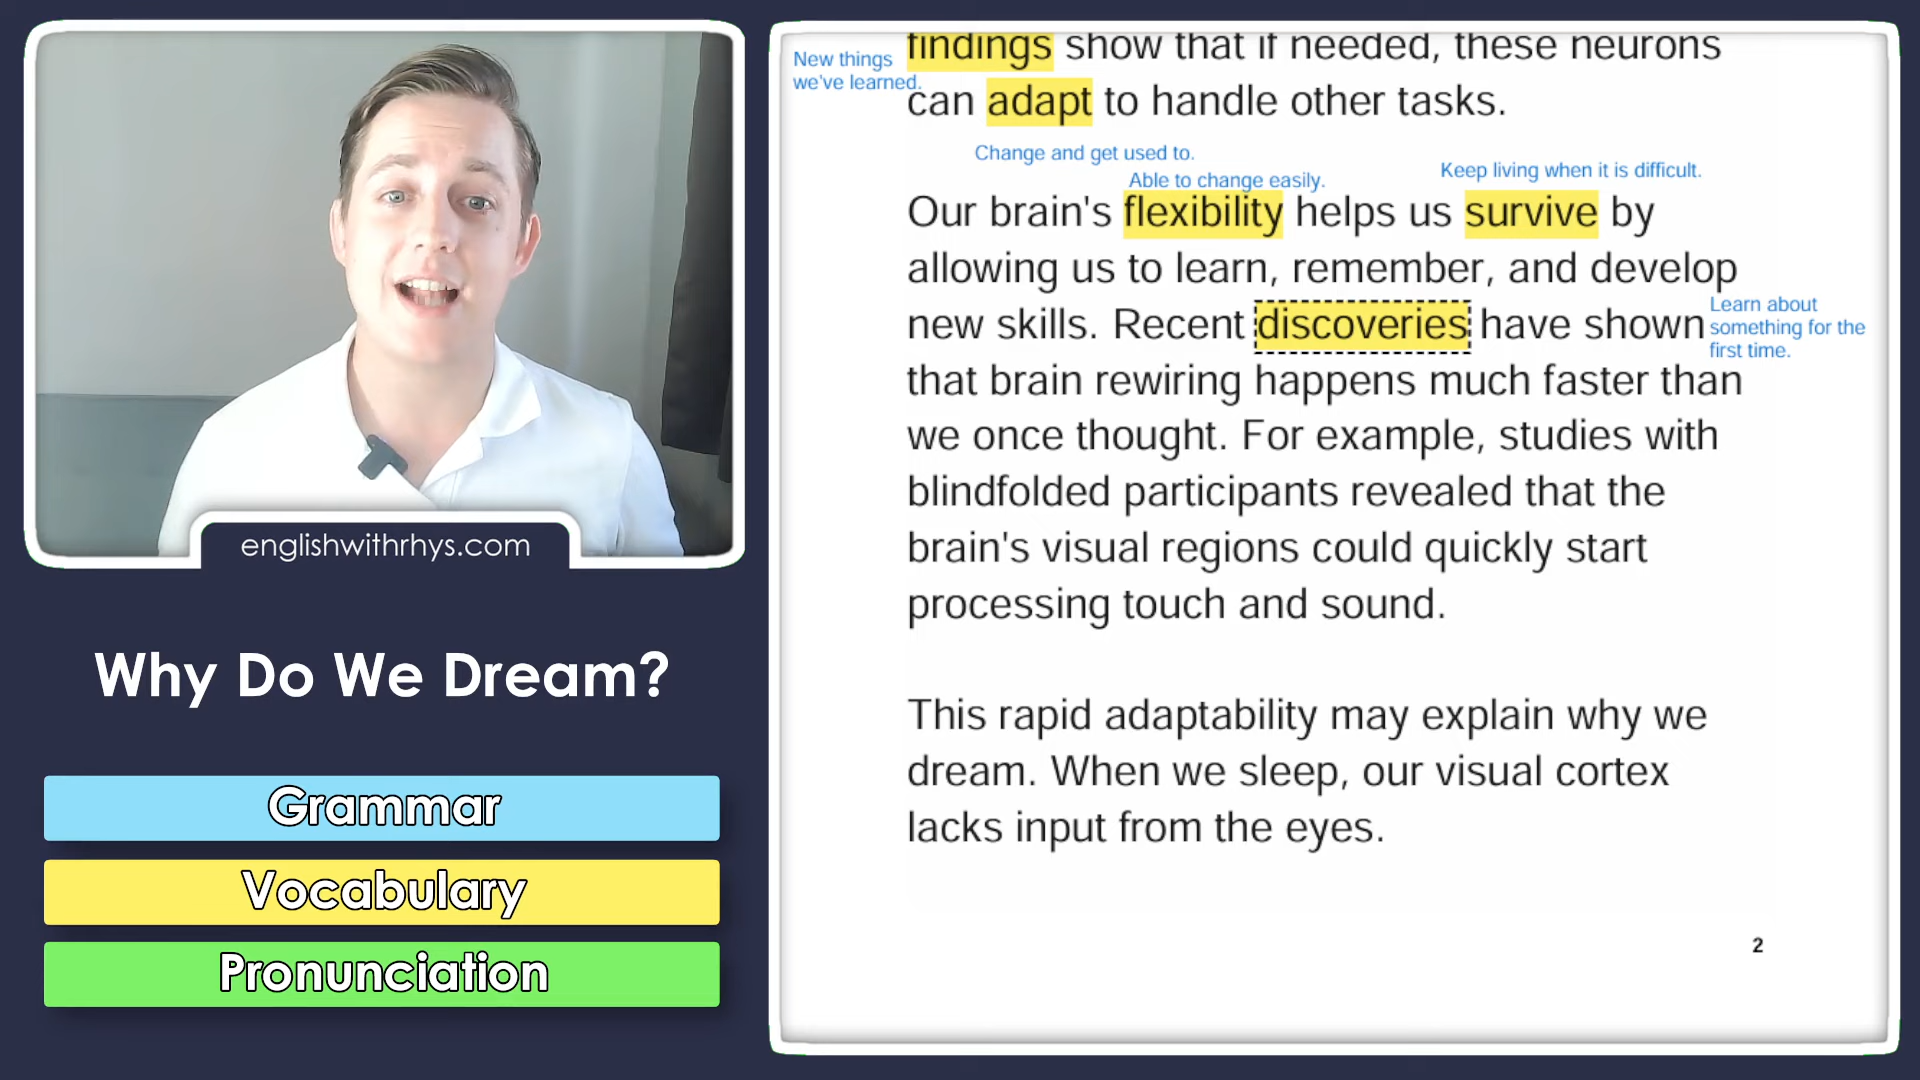 englishwithrhys.com
Why Do We Dream?
Grammar
Vocabulary
Pronunciation
findings show that if needed, these neurons
New things
we've learned.
can adapt to handle other tasks.
Change and get used to.
Able to change easily.
Keep living when it is difficult.
Our brain's flexibility helps us survive by
allowing us to learn, remember, and develop
new skills. Recent discoveries have shown
Learn about
something for the
first time.
that brain rewiring happens much faster than
we once thought. For example, studies with
blindfolded participants revealed that the
brain's visual regions could quickly start
processing touch and sound.
This rapid adaptability may explain why we
dream. When we sleep, our visual cortex
lacks input from the eyes.
2